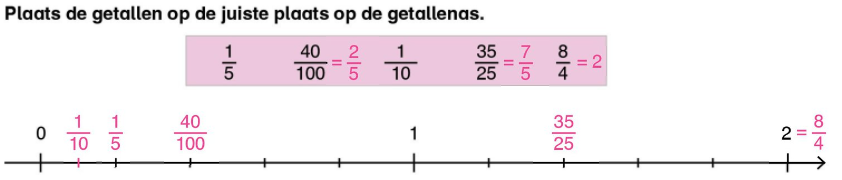 Plaats de getallen op de juiste plaats op de getallenas.
1/5 40/100 = 2/5 1/10 35/25 = 7/5 8/4 = 2
0 1/10 1/5 40/100 1 35/25 2 = 8/4